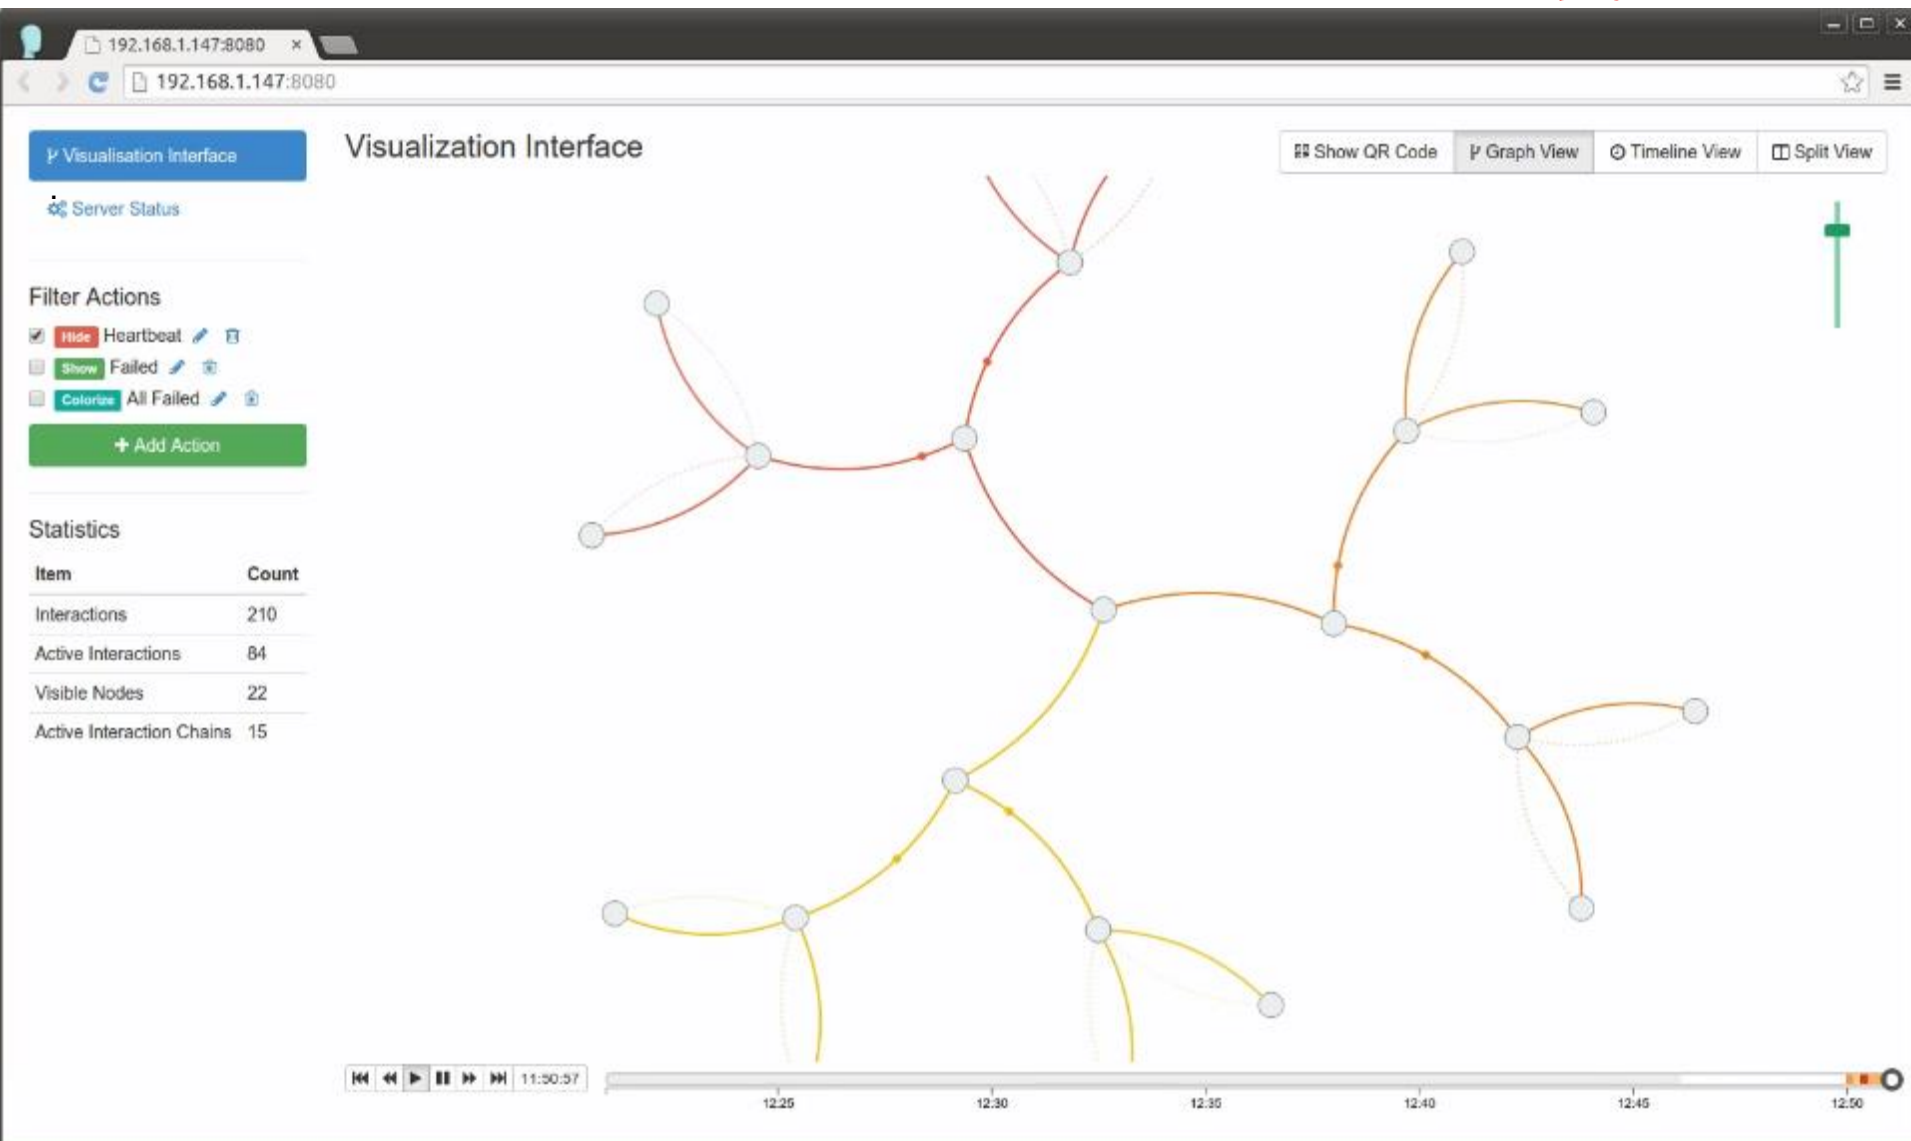 192.168.1.147:8080
192.168.1.147:8080
Visualisation Interface
Server Status
Filter Actions
Hide Heartbeat
Show Failed
Colorize All Failed
+ Add Action
Statistics
Item Count
Interactions 210
Active Interactions 84
Visible Nodes 22
Active Interaction Chains 15
Visualization Interface
Show QR Code Graph View Timeline View Split View
11:50:57
12:25 12:30 12:35 12:40 12:45 12:50